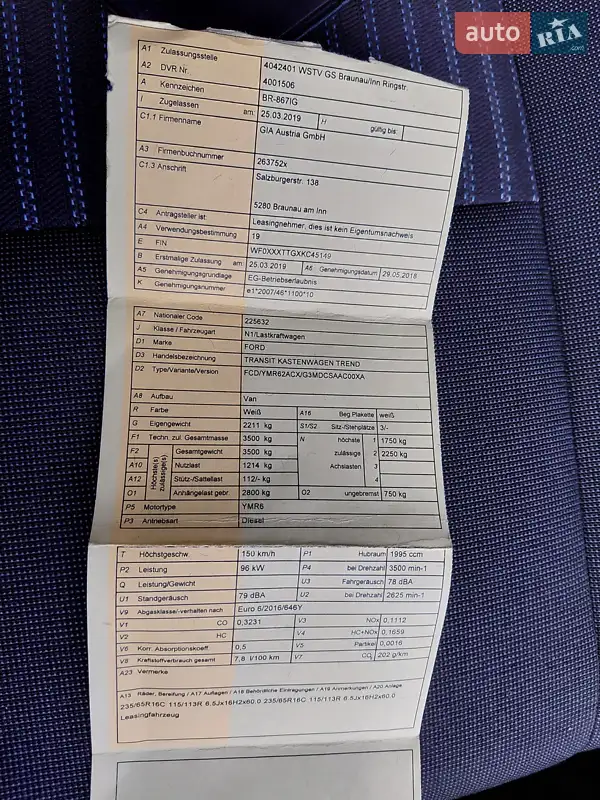 auto RIA .com
A1 Zulassungsstelle 4042401 WSTV GS Braunau/Inn Ringstr.
A2 DVR Nr. 4001506
A Kennzeichen BR-867IG
I Zugelassen am: 25.03.2019 H gültig bis:
C1.1 Firmenname GIA Austria GmbH
A3 Firmenbuchnummer 263752x
C1.3 Anschrift Salzburgerstr. 138
5280 Braunau am Inn
C4 Antragsteller ist: Leasingnehmer, dies ist kein Eigentumsnachweis
A4 Verwendungsbestimmung 19
E FIN WF0XXXTTGXKC45149
B Erstmalige Zulassung am 25.03.2019 A6 Genehmigungsdatum 29.05.2018
A5 Genehmigungsgrundlage EG-Betriebserlaubnis
K Genehmigungsnummer e1*2007/46*1100*10
A7 Nationaler Code 225632
J Klasse / Fahrzeugart N1/Lastkraftwagen
D1 Marke FORD
D3 Handelsbezeichnung TRANSIT KASTENWAGEN TREND
D2 Type/Variante/Version FCD/YMR62ACX/G3MDCSAAC00XA
A8 Aufbau Van
R Farbe Weiß A16 Beg.Plakette weiß
G Eigengewicht 2211 kg S1/S2 Sitz-/Stehplätze 3/-
F1 Techn. zul. Gesamtmasse 3500 kg N höchste 1 1750 kg
F2 Höchste(s) zulässige(s) Gesamtgewicht 3500 kg zulässige 2 2250 kg
A10 Nutzlast 1214 kg Achslasten 3
A12 Stütz-/Sattellast 112/- kg 4
O1 Anhängelast gebr. 2800 kg O2 ungebremst 750 kg
P5 Motortype YMR6
P3 Antriebsart Diesel
T Höchstgeschw. 150 km/h P1 Hubraum 1995 ccm
P2 Leistung 96 kW P4 bei Drehzahl 3500 min-1
Q Leistung/Gewicht U3 Fahrgeräusch 78 dBA
U1 Standgeräusch 79 dBA U2 bei Drehzahl 2625 min-1
V9 Abgasklasse/-verhalten nach Euro 6/2016/646Y
V1 CO 0,3231 V3 NOx 0,1112
V2 HC V4 HC+NOx 0,1659
V6 Korr. Absorptionskoeff. 0,5 V5 Partikel 0,0016
V8 Kraftstoffverbrauch gesamt 7,8 l/100 km V7 CO2 202 g/km
A23 Vermerke
A13 Räder, Bereifung / A17 Auflagen / A18 Behördliche Eintragungen / A19 Anmerkungen / A20 Anlage
235/65R16C 115/113R 6.5Jx16H2x60.0 235/65R16C 115/113R 6.5Jx16H2x60.0
Leasingfahrzeug